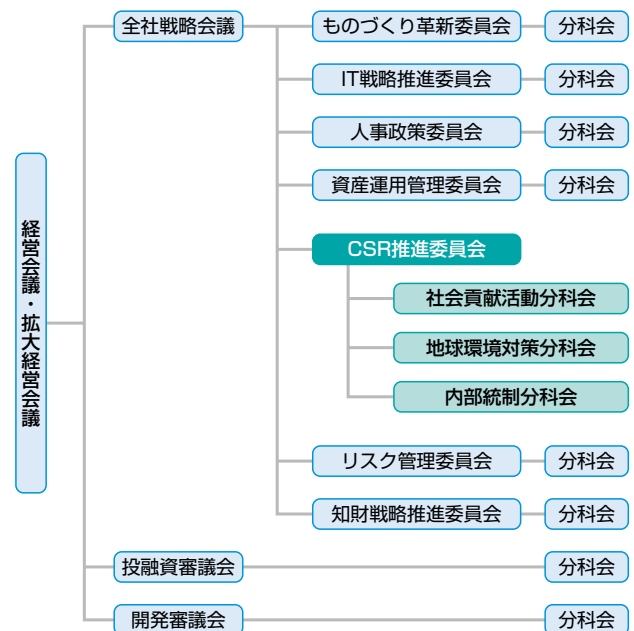 全社戦略会議
ものづくり革新委員会
分科会
IT戦略推進委員会
分科会
人事政策委員会
分科会
資産運用管理委員会
分科会
経営会議・拡大経営会議
CSR推進委員会
社会貢献活動分科会
地球環境対策分科会
内部統制分科会
リスク管理委員会
分科会
知財戦略推進委員会
分科会
投融資審議会
分科会
開発審議会
分科会